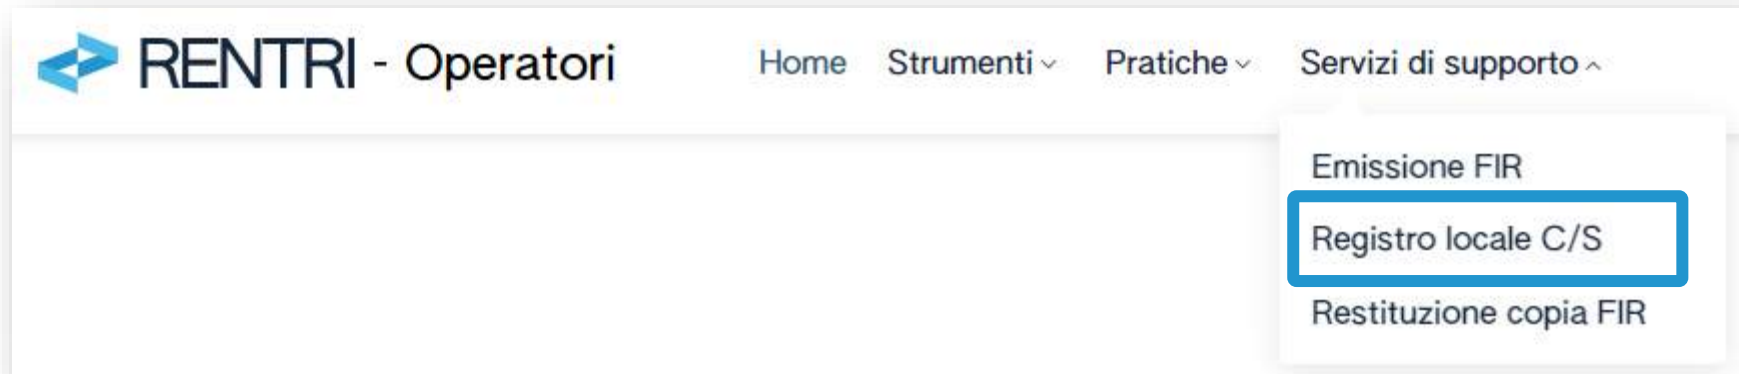 RENTRI - Operatori Home Strumenti Pratiche Servizi di supporto
Emissione FIR
Registro locale C/S
Restituzione copia FIR